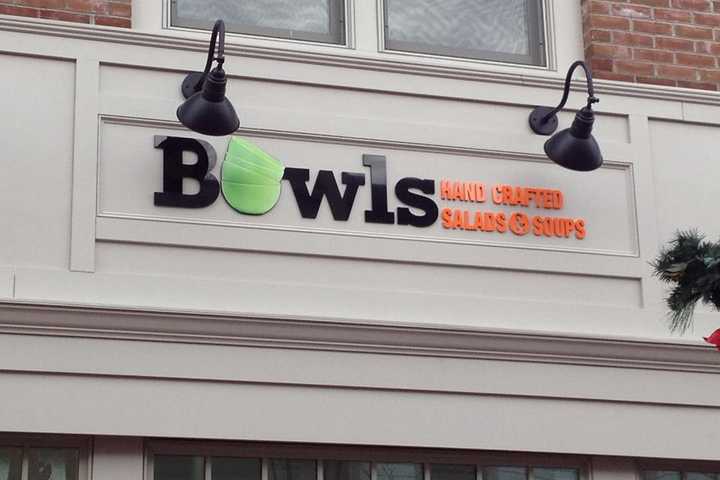 Bowls
HAND CRAFTED
SALADS & SOUPS